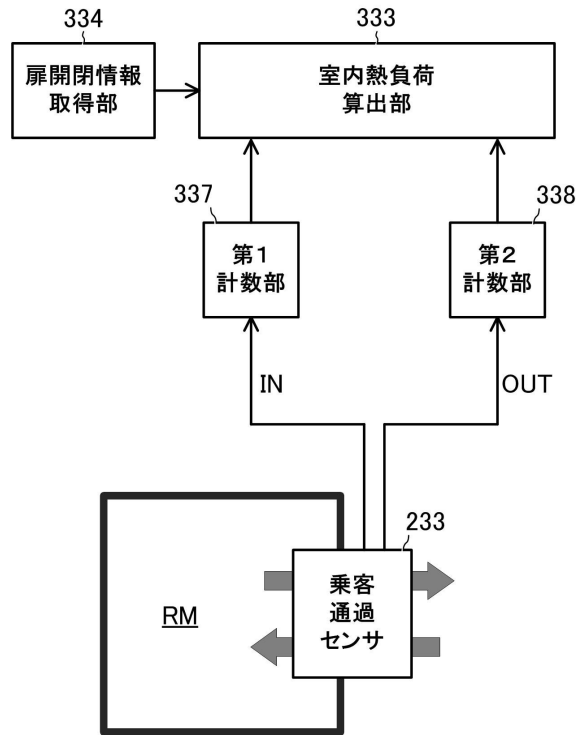 334
333
扉開閉情報
取得部
室内熱負荷
算出部
337
338
第1
計数部
第2
計数部
IN
OUT
233
乗客
通過
センサ
RM